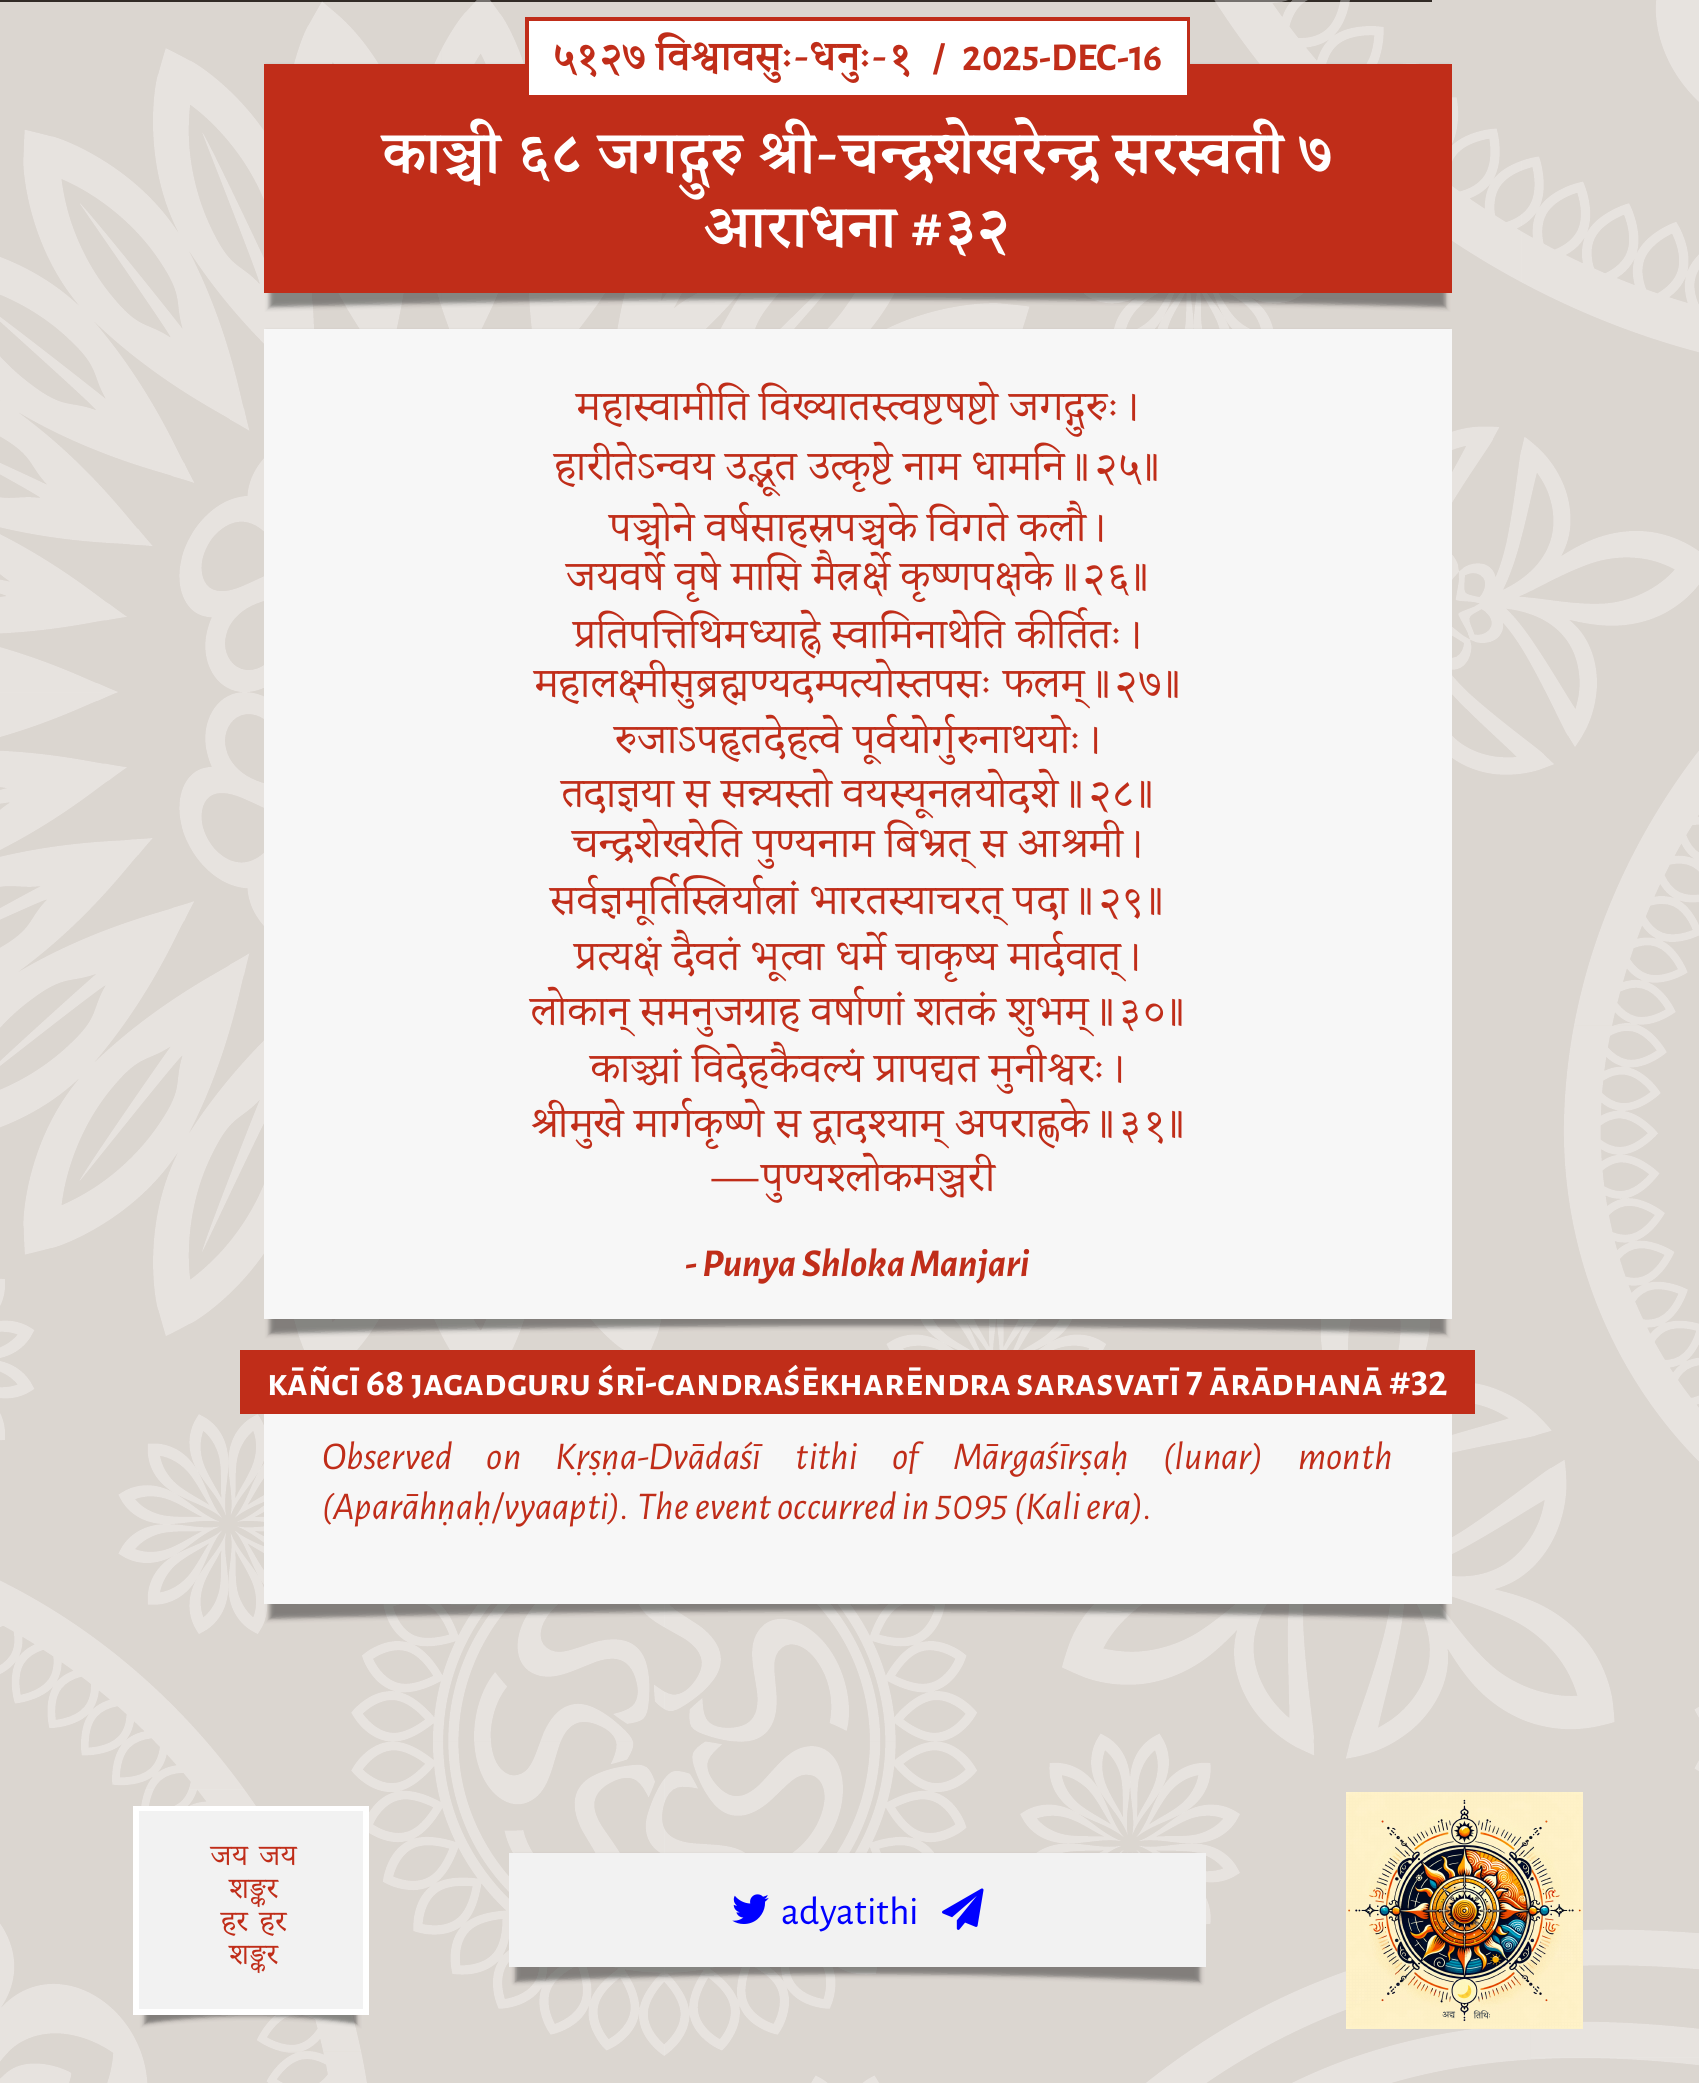 ५१२७ विश्वावसुः-धनुः-१ / 2025-DEC-16
काञ्ची ६८ जगद्गुरु श्री-चन्द्रशेखरेन्द्र सरस्वती ७
आराधना #३२
महास्वामीति विख्यातस्त्वष्टषष्टो जगद्गुरुः।
हारीतेऽन्वय उद्भूत उत्कृष्टे नाम धामनि॥२५॥
पञ्चोने वर्षसाहस्रपञ्चके विगते कलौ।
जयवर्षे वृषे मासि मैत्रर्क्षे कृष्णपक्षके॥२६॥
प्रतिपत्तिथिमध्याह्ने स्वामिनाथेति कीर्तितः।
महालक्ष्मीसुब्रह्मण्यदम्पत्योस्तपसः फलम्॥२७॥
रुजाऽपहृतदेहत्वे पूर्वयोर्गुरुनाथयोः।
तदाज्ञया स सन्न्यस्तो वयस्यूनत्रयोदशे॥२८॥
चन्द्रशेखरेति पुण्यनाम बिभ्रत् स आश्रमी।
सर्वज्ञमूर्तिस्त्रिर्यात्रां भारतस्याचरत् पदा॥२९॥
प्रत्यक्षं दैवतं भूत्वा धर्मे चाकृष्य मार्दवात्।
लोकान् समनुजग्राह वर्षाणां शतकं शुभम्॥३०॥
काञ्च्यां विदेहकैवल्यं प्रापद्यत मुनीश्वरः।
श्रीमुखे मार्गकृष्णे स द्वादश्याम् अपराह्णके॥३१॥
—पुण्यश्लोकमञ्जरी
- Punya Shloka Manjari
KĀÑCĪ 68 JAGADGURU ŚRĪ-CANDRAŚĒKHARĒNDRA SARASVATĪ 7 ĀRĀDHANĀ #32
Observed on Kṛṣṇa-Dvādaśī tithi of Mārgaśīrṣaḥ (lunar) month
(Aparāhṇaḥ/vyaapti). The event occurred in 5095 (Kali era).
जय जय
शङ्कर
हर हर
शङ्कर
adyatithi
अद्य तिथिः